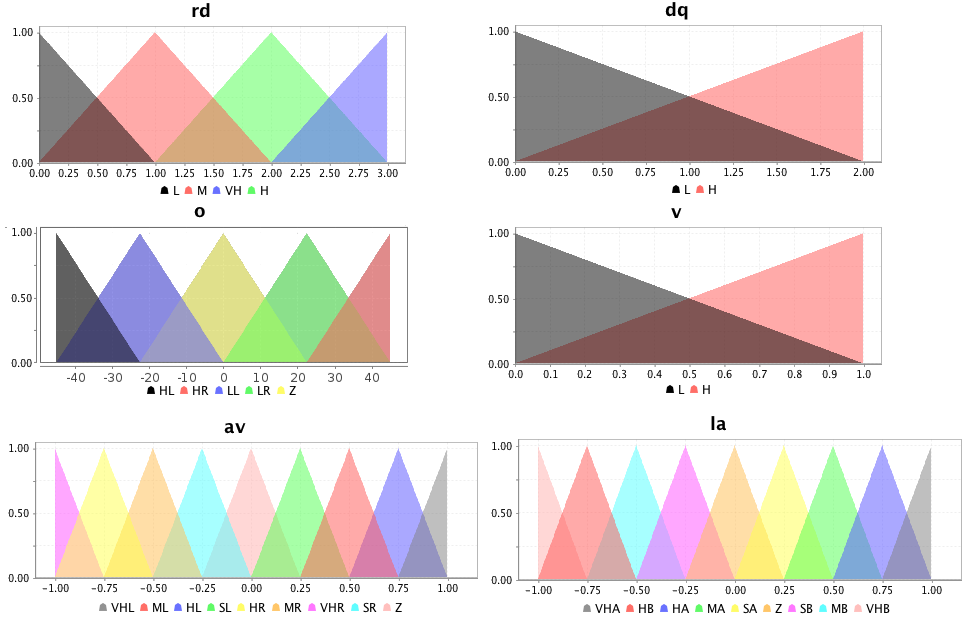 rd
1.00
0.50
0.00
0.00 0.25 0.50 0.75 1.00 1.25 1.50 1.75 2.00 2.25 2.50 2.75 3.00
L M VH H
dq
1.00
0.50
0.00
0.00 0.25 0.50 0.75 1.00 1.25 1.50 1.75 2.00
L H
o
1.00
0.50
0.00
-40 -30 -20 -10 0 10 20 30 40
HL HR LL LR Z
v
1.00
0.50
0.00
0.0 0.1 0.2 0.3 0.4 0.5 0.6 0.7 0.8 0.9 1.0
L H
av
1.00
0.50
0.00
-1.00 -0.75 -0.50 -0.25 0.00 0.25 0.50 0.75 1.00
VHL ML HL SL HR MR VHR SR Z
la
1.00
0.50
0.00
-1.00 -0.75 -0.50 -0.25 0.00 0.25 0.50 0.75 1.00
VHA HB HA MA SA Z SB MB VHB